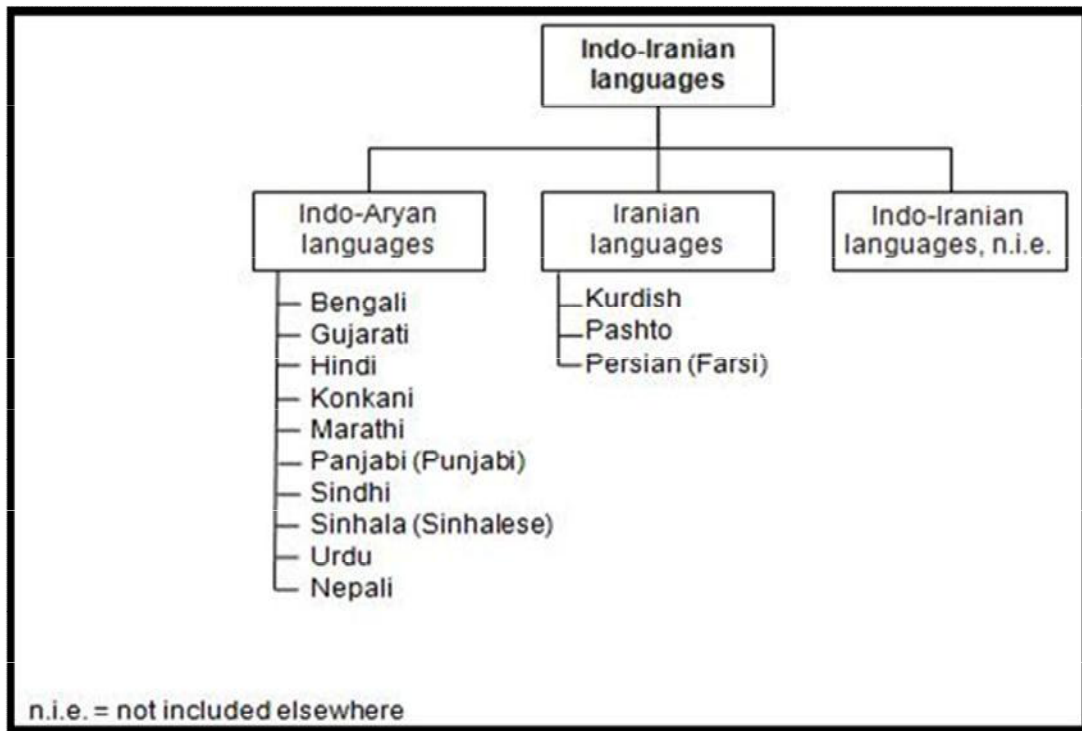 Indo-Iranian
languages
Indo-Aryan
languages
Iranian
languages
Indo-Iranian
languages, n.i.e.
Bengali
Gujarati
Hindi
Konkani
Marathi
Panjabi (Punjabi)
Sindhi
Sinhala (Sinhalese)
Urdu
Nepali
Kurdish
Pashto
Persian (Farsi)
n.i.e. = not included elsewhere